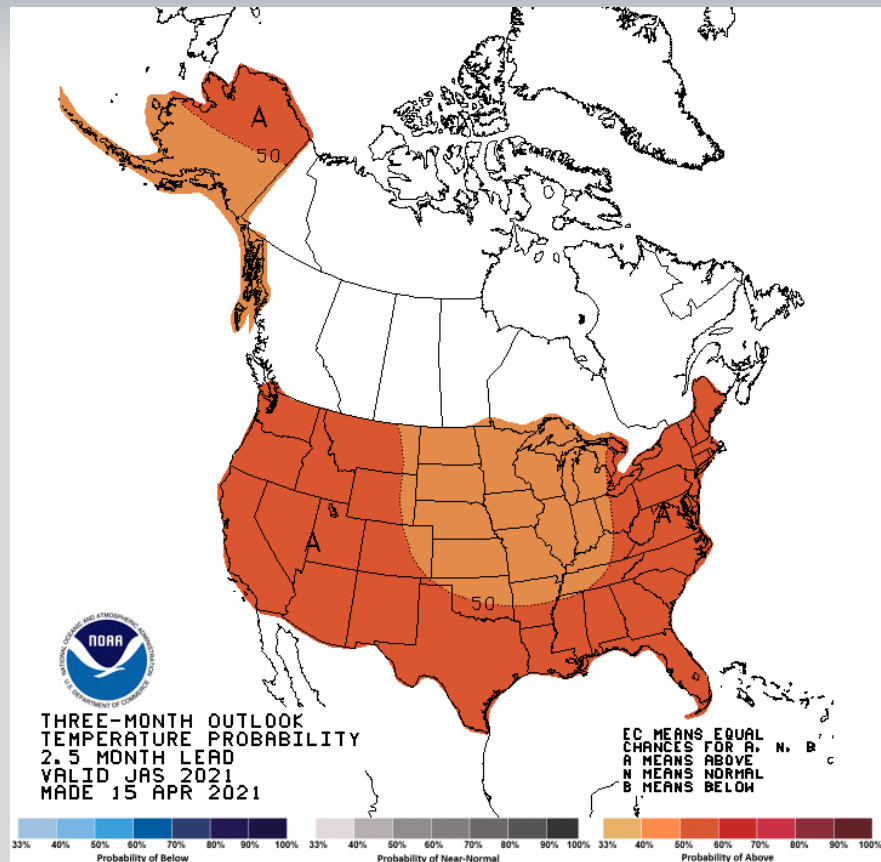 A
50
A
A
50
NATIONAL OCEANIC AND ATMOSPHERIC ADMINISTRATION
NOAA
U.S. DEPARTMENT OF COMMERCE
THREE-MONTH OUTLOOK
TEMPERATURE PROBABILITY
2.5 MONTH LEAD
VALID JAS 2021
MADE 15 APR 2021
EC MEANS EQUAL
CHANCES FOR A, N, B
A MEANS ABOVE
N MEANS NORMAL
B MEANS BELOW
33% 40% 50% 60% 70% 80% 90% 100%
Probability of Below
33% 40% 50% 60% 70% 80% 90% 100%
Probability of Near-Normal
33% 40% 50% 60% 70% 80% 90% 100%
Probability of Above